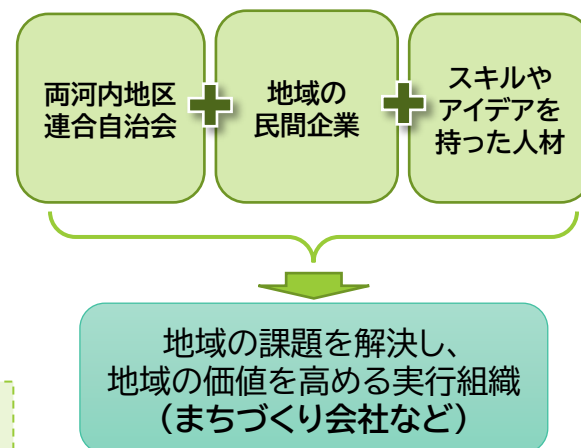 両河内地区
連合自治会
地域の
民間企業
スキルや
アイデアを
持った人材
地域の課題を解決し、
地域の価値を高める実行組織
（まちづくり会社など）